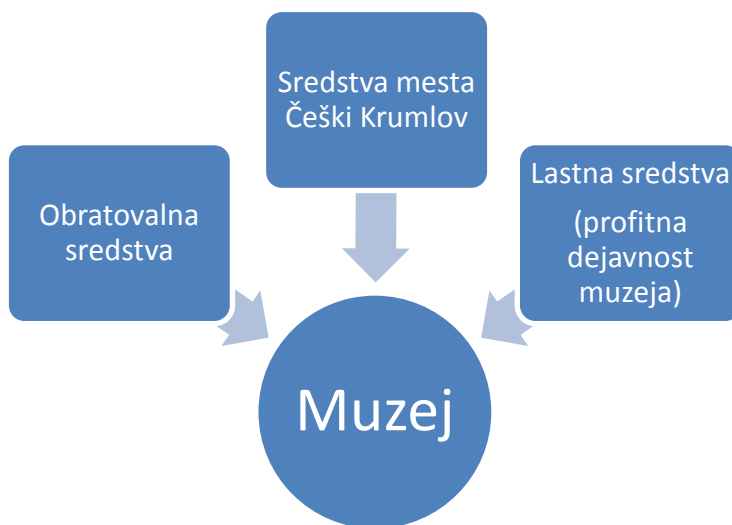 Sredstva mesta
Češki Krumlov
Obratovalna
sredstva
Lastna sredstva
(profitna
dejavnost
muzeja)
Muzej